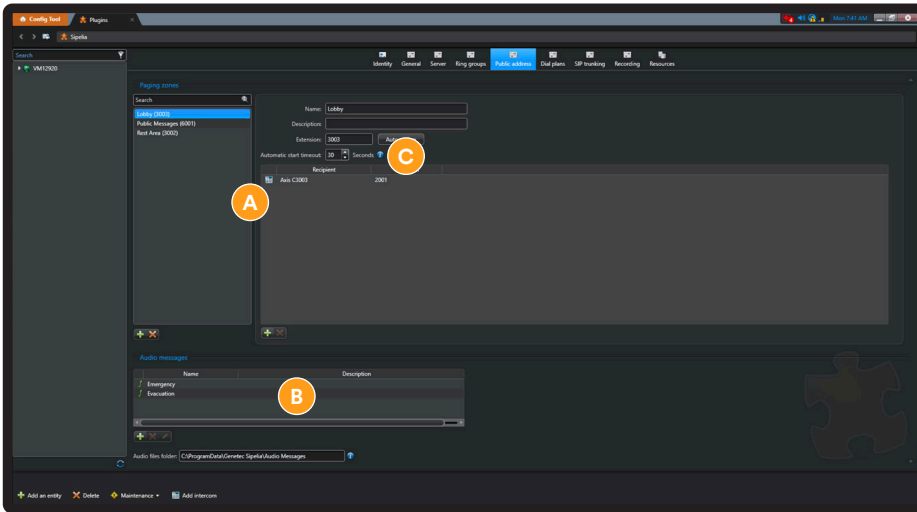 Config Tool
Plugins
Mon 7:41 AM
Sipelia
Search
VM12920
Identity
General
Server
Ring groups
Public address
Dial plans
SIP trunking
Recording
Resources
Paging zones
Search
Lobby (3003)
Public Messages (6001)
Rest Area (3002)
Name: Lobby
Description:
Extension: 3003
Automatic start timeout: 30 Seconds
C
Recipient
Axis C3003 2001
A
Audio messages
Name Description
Emergency
Evacuation
B
Audio files folder: C:\ProgramData\Genetec Sipelia\Audio Messages
Add an entity
Delete
Maintenance
Add intercom